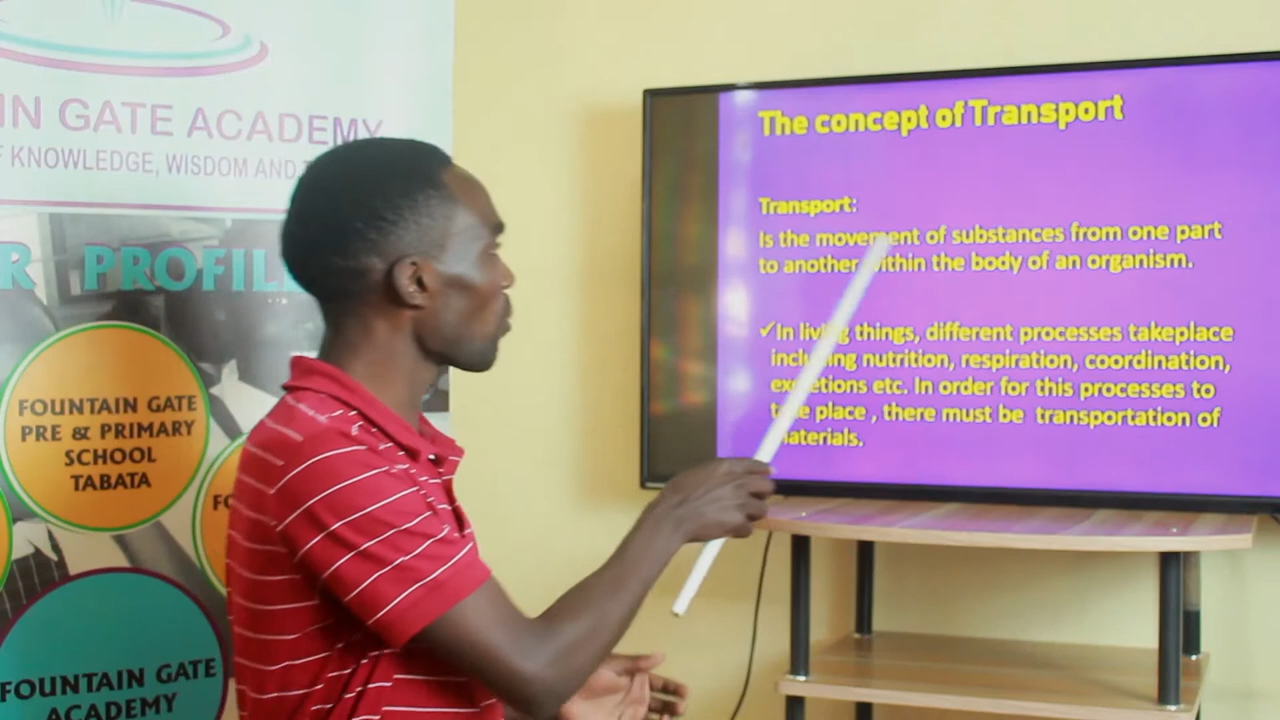 IN GATE ACADEMY
F KNOWLEDGE, WISDOM AND
R PROFIL
FOUNTAIN GATE
PRE & PRIMARY
SCHOOL
TABATA
FO
FOUNTAIN GATE
ACADEMY
The concept of Transport
Transport:
Is the movement of substances from one part
to another within the body of an organism.
✓In living things, different processes takeplace
including nutrition, respiration, coordination,
excretions etc. In order for this processes to
take place , there must be transportation of
materials.